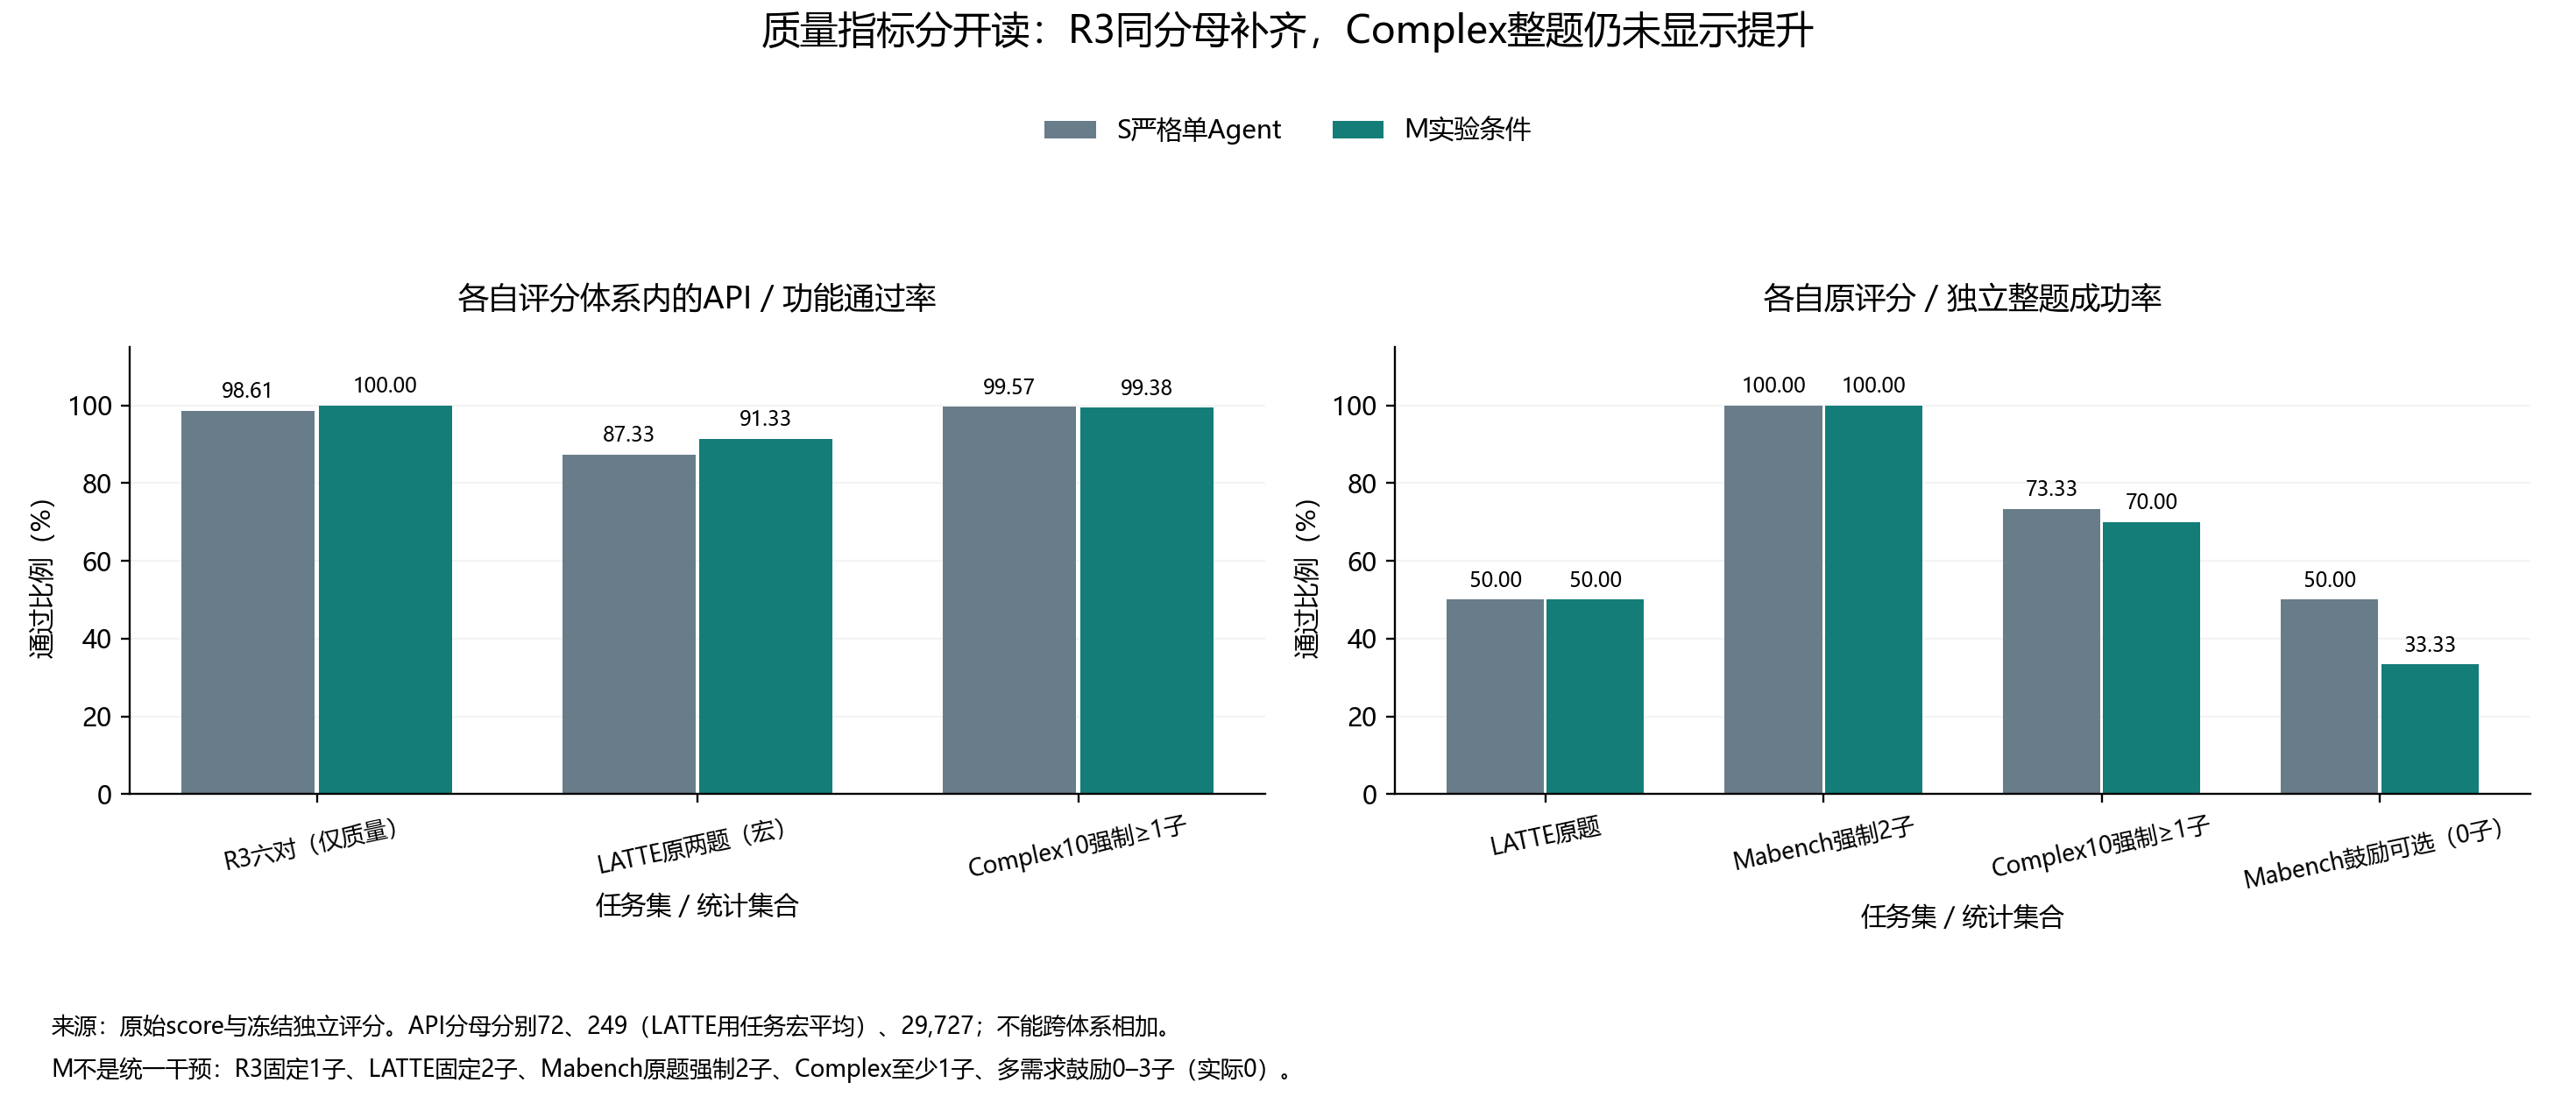 质量指标分开读：R3同分母补齐，Complex整题仍未显示提升
S严格单Agent
M实验条件
各自评分体系内的API / 功能通过率
通过比例（%）
100
80
60
40
20
0
98.61
100.00
87.33
91.33
99.57
99.38
R3六对（仅质量）
LATTE原两题（宏）
Complex10强制≥1子
任务集 / 统计集合
各自原评分 / 独立整题成功率
通过比例（%）
100
80
60
40
20
0
50.00
50.00
100.00
100.00
73.33
70.00
50.00
33.33
LATTE原题
Mabench强制2子
Complex10强制≥1子
Mabench鼓励可选（0子）
任务集 / 统计集合
来源：原始score与冻结独立评分。API分母分别72、249（LATTE用任务宏平均）、29,727；不能跨体系相加。
M不是统一干预：R3固定1子、LATTE固定2子、Mabench原题强制2子、Complex至少1子、多需求鼓励0–3子（实际0）。